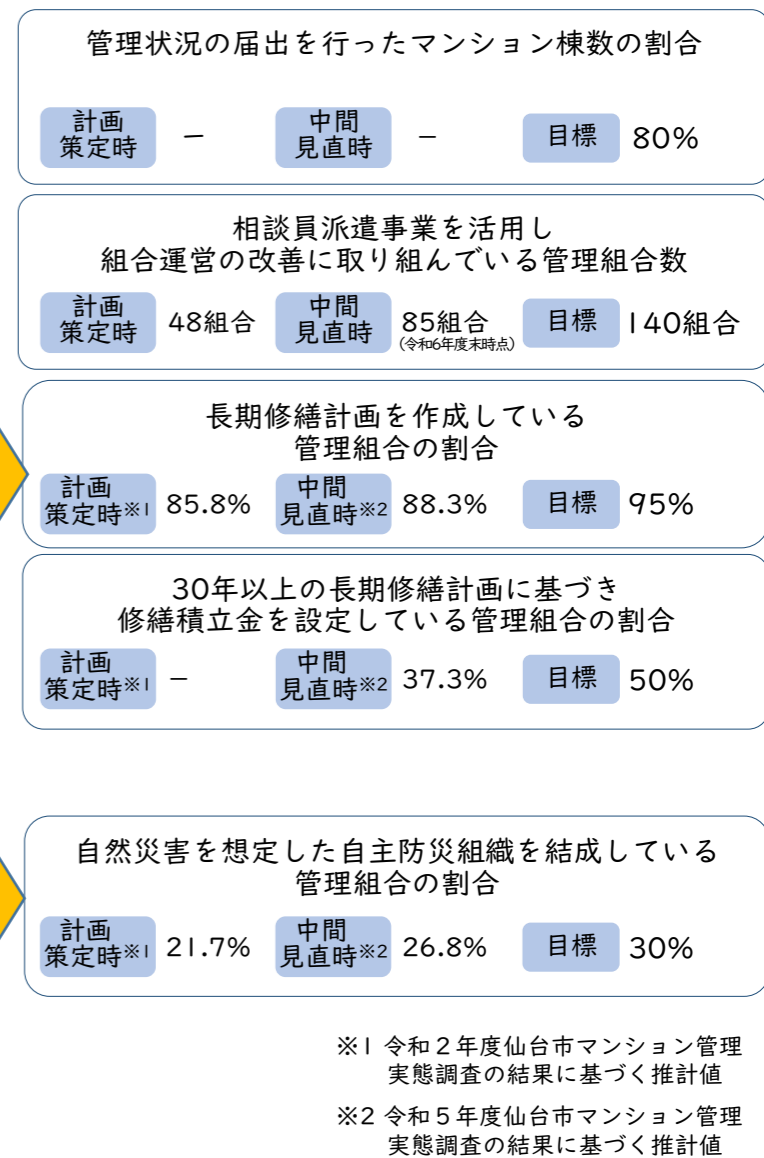 管理状況の届出を行ったマンション棟数の割合
計画
策定時
－
中間
見直時
－
目標
80%
相談員派遣事業を活用し
組合運営の改善に取り組んでいる管理組合数
計画
策定時
48組合
中間
見直時
85組合
(令和6年度末時点)
目標
140組合
長期修繕計画を作成している
管理組合の割合
計画
策定時※1
85.8%
中間
見直時※2
88.3%
目標
95%
30年以上の長期修繕計画に基づき
修繕積立金を設定している管理組合の割合
計画
策定時※1
－
中間
見直時※2
37.3%
目標
50%
自然災害を想定した自主防災組織を結成している
管理組合の割合
計画
策定時※1
21.7%
中間
見直時※2
26.8%
目標
30%
※1 令和２年度仙台市マンション管理
実態調査の結果に基づく推計値
※2 令和５年度仙台市マンション管理
実態調査の結果に基づく推計値